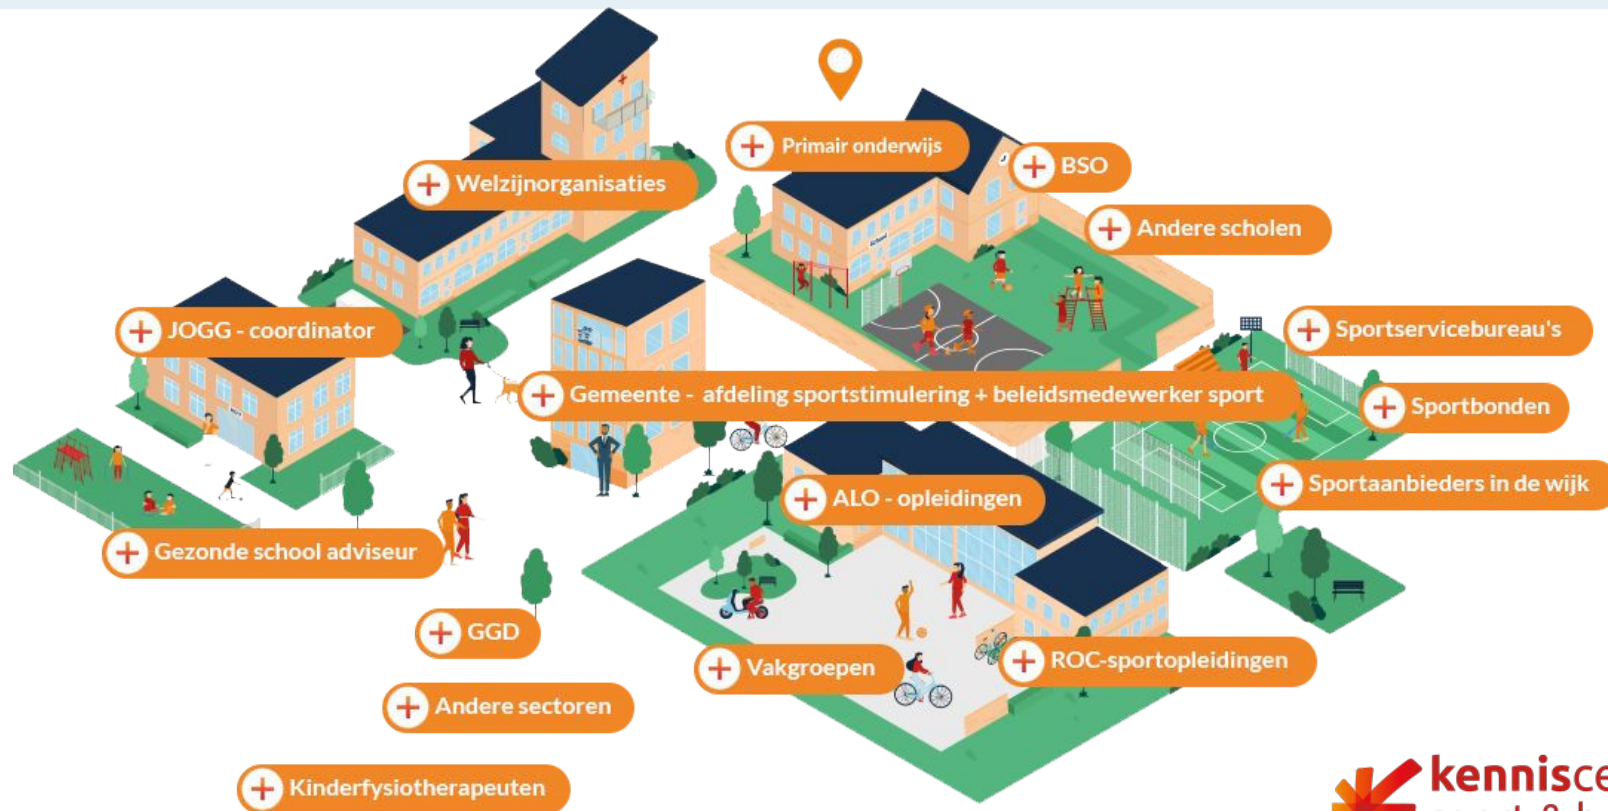 Primair onderwijs
BSO
Welzijnorganisaties
Andere scholen
School
JOGG - coordinator
Sportservicebureau's
Gemeente - afdeling sportstimulering + beleidsmedewerker sport
Sportbonden
Sportaanbieders in de wijk
ALO - opleidingen
Gezonde school adviseur
GGD
Vakgroepen
ROC-sportopleidingen
Andere sectoren
Kinderfysiotherapeuten
kennisce